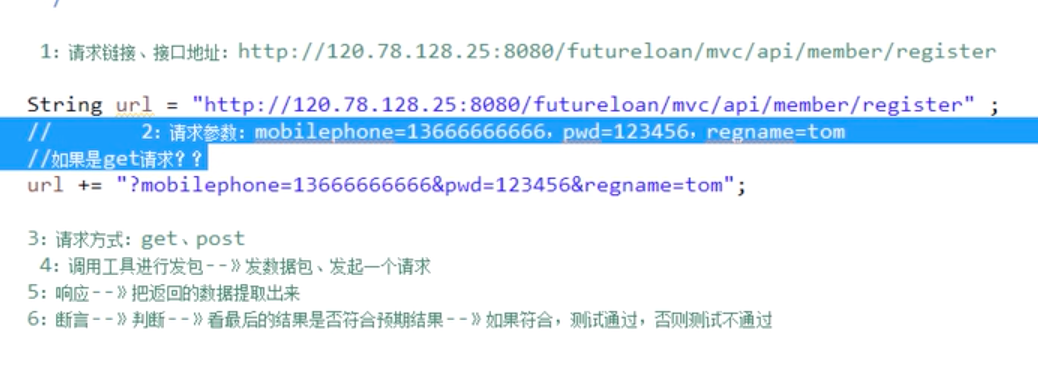 1：请求链接、接口地址：http://120.78.128.25:8080/futureloan/mvc/api/member/register
String url = "http://120.78.128.25:8080/futureloan/mvc/api/member/register" ;
// 2：请求参数：mobilephone=13666666666，pwd=123456，regname=tom
//如果是get请求？？
url += "?mobilephone=13666666666&pwd=123456&regname=tom";
3：请求方式：get、post
4：调用工具进行发包--》发数据包、发起一个请求
5：响应--》把返回的数据提取出来
6：断言--》判断--》看最后的结果是否符合预期结果--》如果符合，测试通过，否则测试不通过